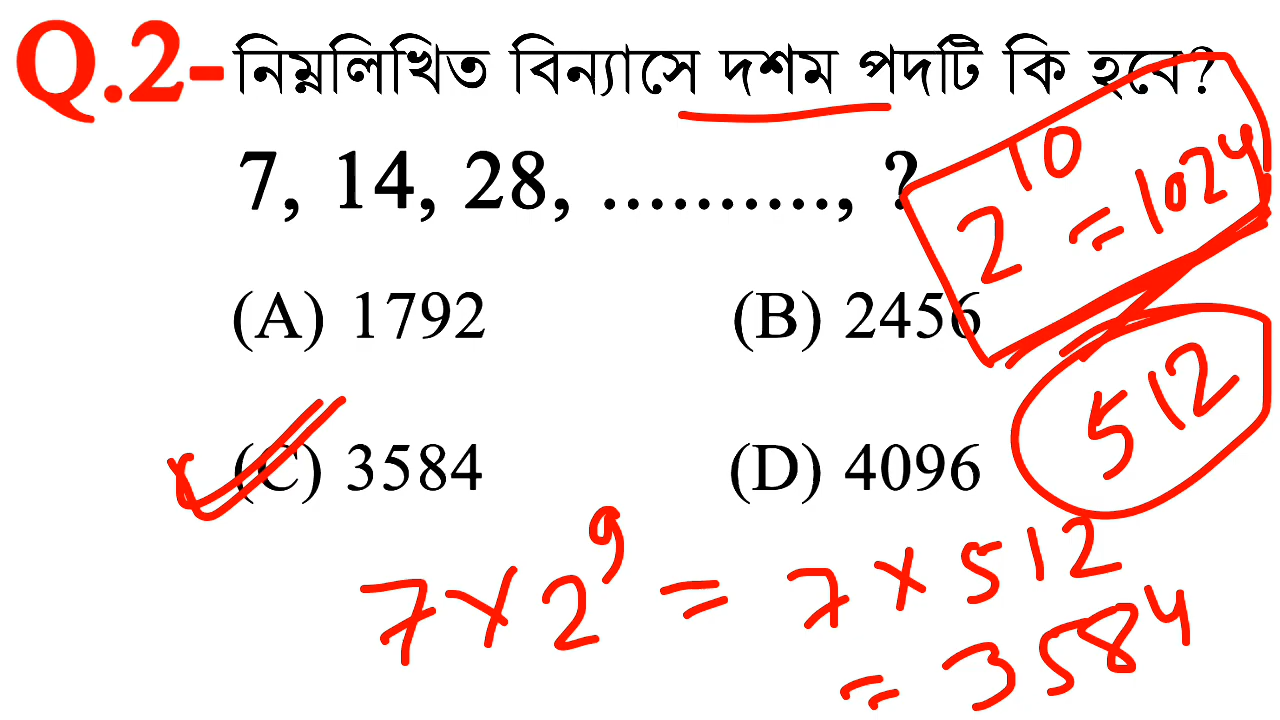 Q.2- নিম্নলিখিত বিন্যাসে দশম পদটি কি হবে?
7, 14, 28, ..........., ?
2^10 = 1024
(A) 1792 (B) 2456
512
(C) 3584 (D) 4096
7 × 2^9 = 7 × 512
= 3584